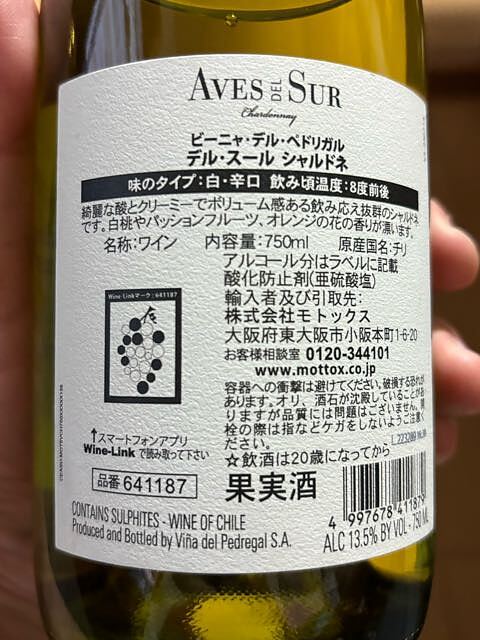 AVES DEL SUR
Chardonnay
ビーニャ・デル・ペドリガル
デル・スール シャルドネ
味のタイプ:白・辛口 飲み頃温度:8度前後
綺麗な酸とクリーミーでボリューム感ある飲み応え抜群のシャルドネ
です。白桃やパッションフルーツ、オレンジの花の香りが漂います。
名称:ワイン 内容量:750ml 原産国名:チリ
アルコール分はラベルに記載
酸化防止剤(亜硫酸塩)
輸入者及び引取先:
株式会社モトックス
大阪府東大阪市小阪本町1-6-20
お客様相談室 0120-344101
www.mottox.co.jp
容器への衝撃は避けてください。破損する恐れが
あります。オリ、酒石が沈殿していることがあ
りますが品質には問題はございません。開
栓の際は指などケガをしないようご注意く
ださい。
☆飲酒は20歳になってから
Wine-Linkマーク:641187
↑スマートフォンアプリ
Wine-Link で読み取って下さい
品番 641187
果実酒
4 997678 411879
CONTAINS SULPHITES - WINE OF CHILE
Produced and Bottled by Viña del Pedregal S.A.
ALC 13.5% BY VOL - 750 ML